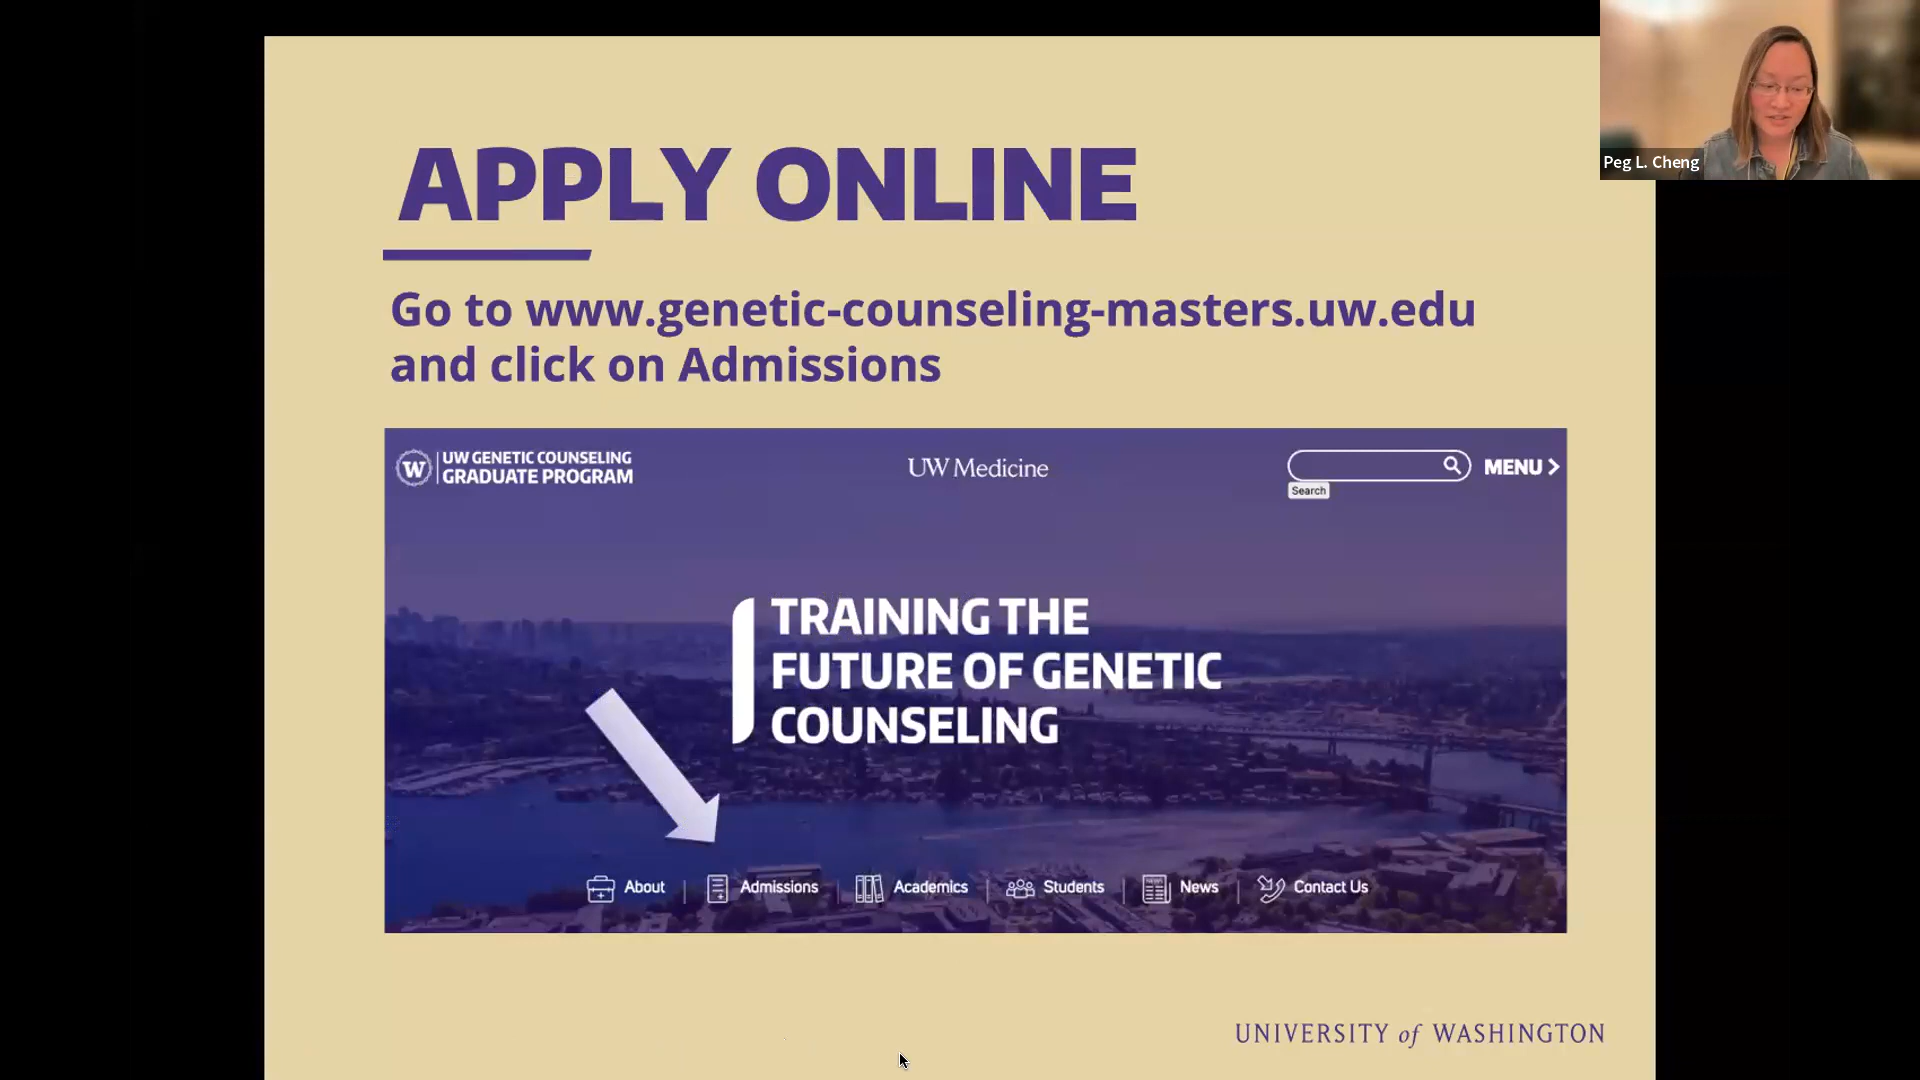 APPLY ONLINE
Go to www.genetic-counseling-masters.uw.edu
and click on Admissions
W
UW GENETIC COUNSELING
GRADUATE PROGRAM
UW Medicine
MENU
Search
TRAINING THE
FUTURE OF GENETIC
COUNSELING
About
Admissions
Academics
Students
NEWS
News
Contact Us
UNIVERSITY of WASHINGTON
Peg L. Cheng